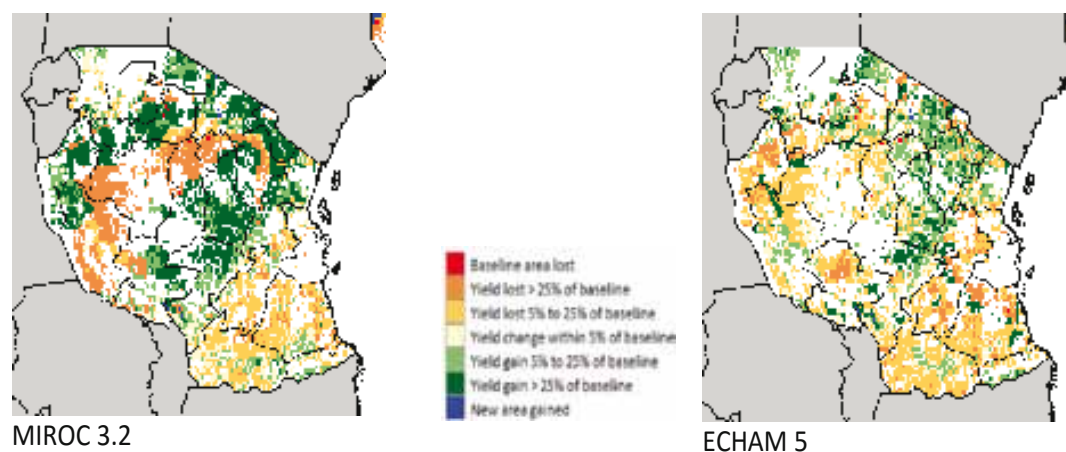 Baseline area lost
Yield lost > 25% of baseline
Yield lost 5% to 25% of baseline
Yield change within 5% of baseline
Yield gain 5% to 25% of baseline
Yield gain > 25% of baseline
New area gained
MIROC 3.2
ECHAM 5